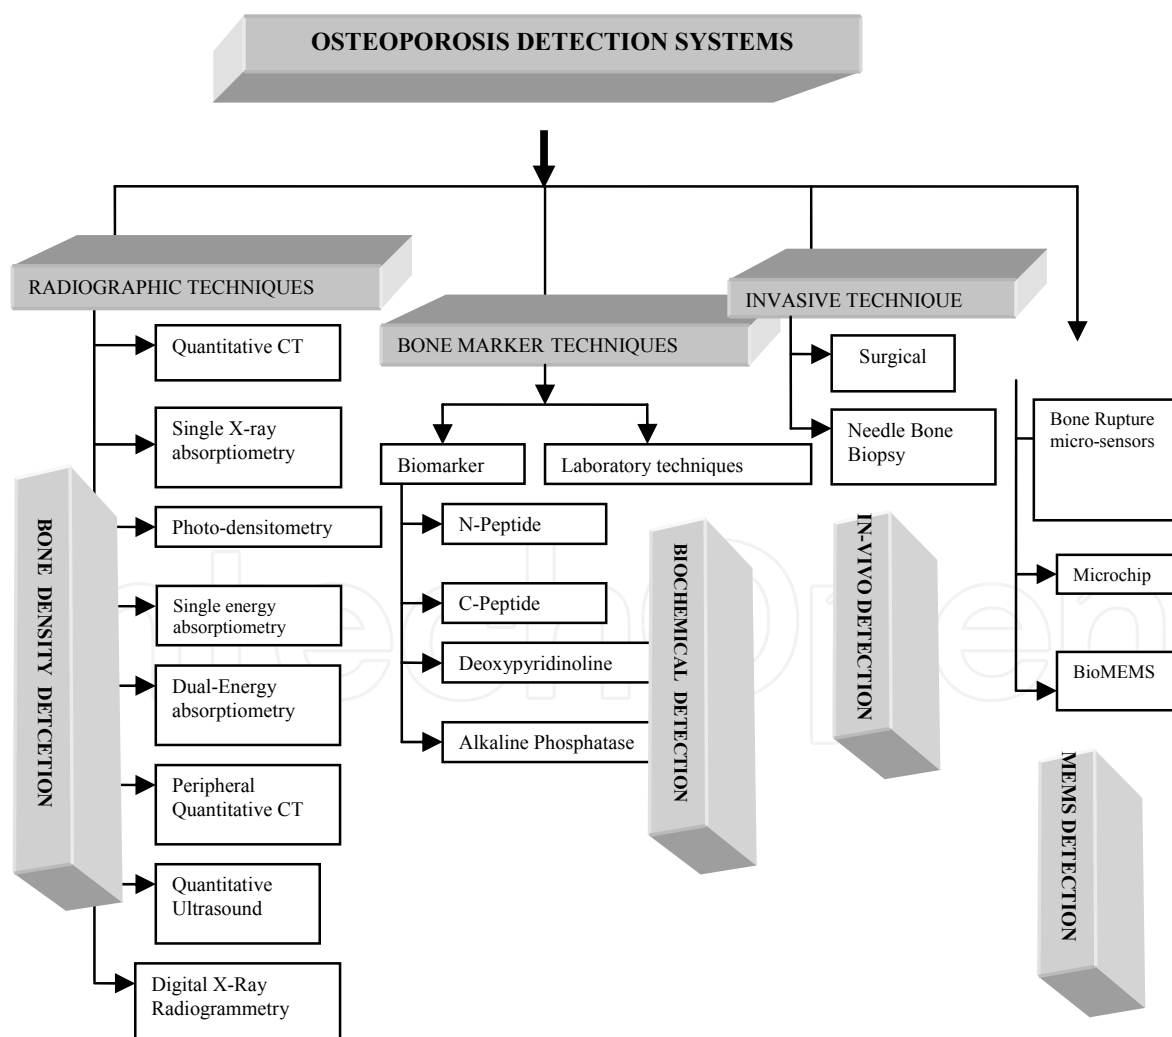 OSTEOPOROSIS DETECTION SYSTEMS
RADIOGRAPHIC TECHNIQUES
Quantitative CT
Single X-ray
absorptiometry
Photo-densitometry
Single energy
absorptiometry
Dual-Energy
absorptiometry
Peripheral
Quantitative CT
Quantitative
Ultrasound
Digital X-Ray
Radiogrammetry
BONE DENSITY DETCETION
BONE MARKER TECHNIQUES
Biomarker
Laboratory techniques
N-Peptide
C-Peptide
Deoxypyridinoline
Alkaline Phosphatase
BIOCHEMICAL DETECTION
INVASIVE TECHNIQUE
Surgical
Needle Bone
Biopsy
IN-VIVO DETECTION
Bone Rupture
micro-sensors
Microchip
BioMEMS
MEMS DETECTION
IntechOpen